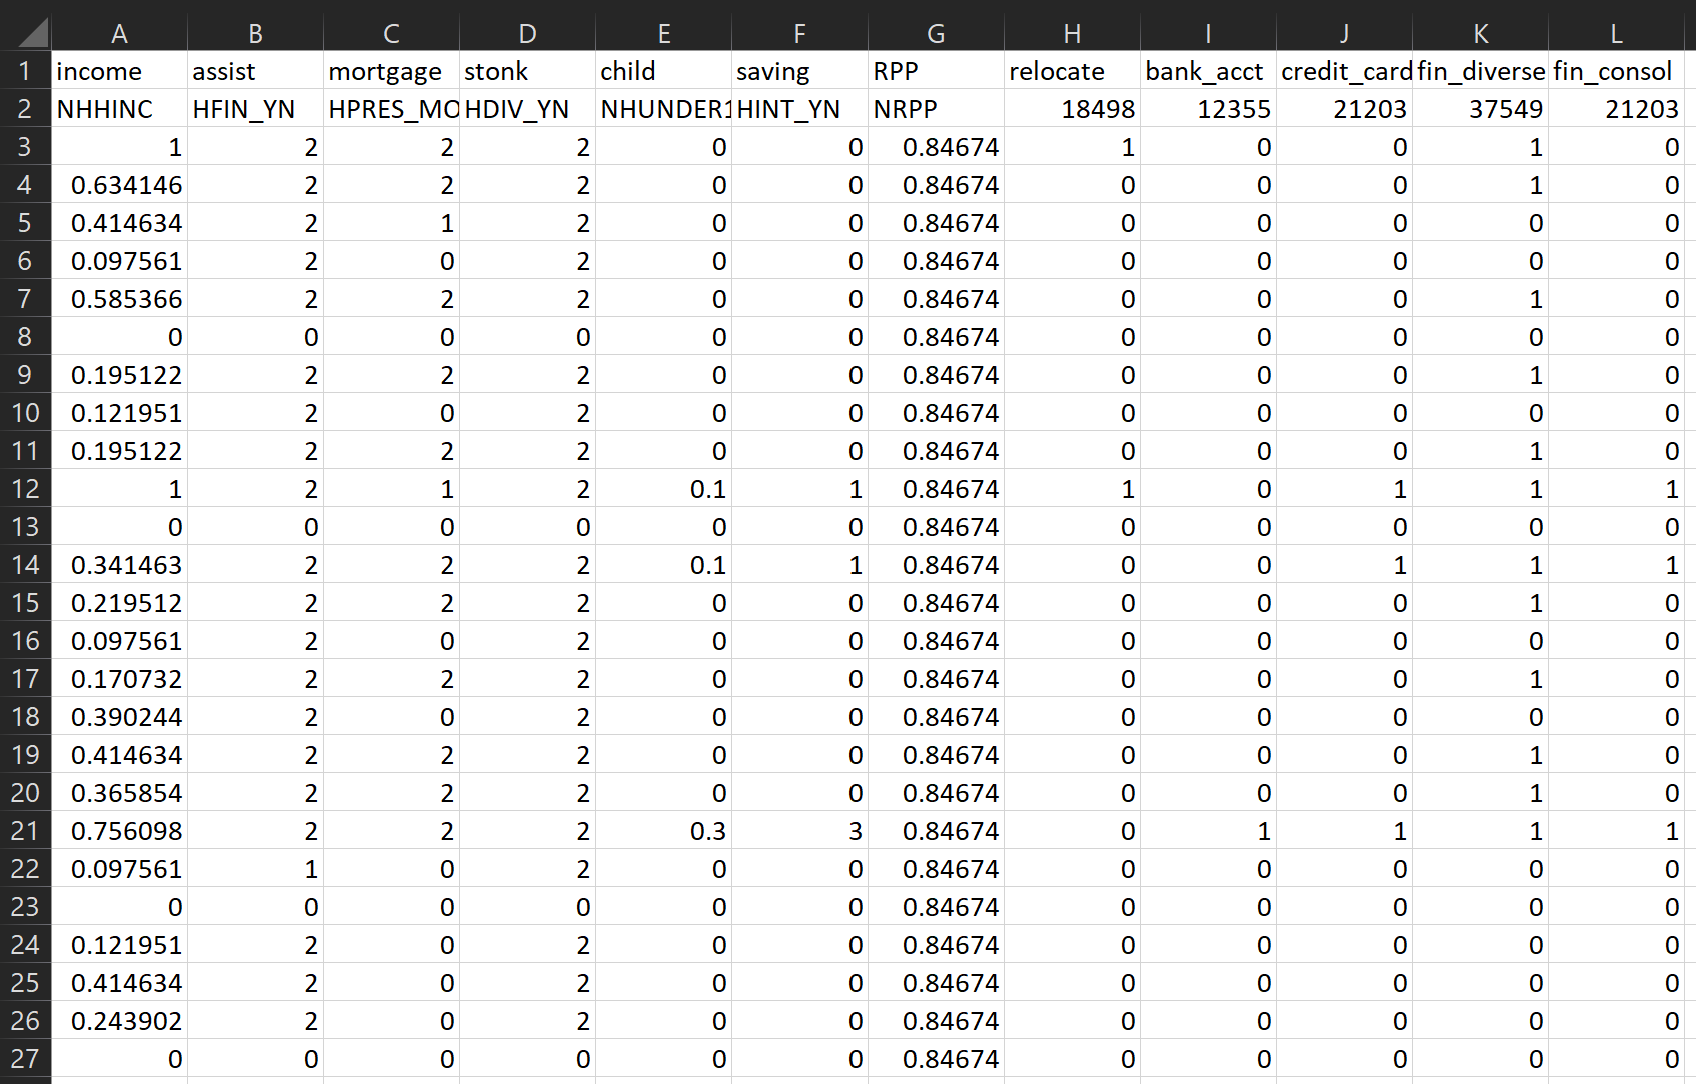 A B C D E F G H I J K L
1 income assist mortgage stonk child saving RPP relocate bank_acct credit_card fin_diverse fin_consol
2 NHHINC HFIN_YN HPRES_MO HDIV_YN NHUNDER1 HINT_YN NRPP 18498 12355 21203 37549 21203
3 1 2 2 2 0 0 0.84674 1 0 0 1 0
4 0.634146 2 2 2 0 0 0.84674 0 0 0 1 0
5 0.414634 2 1 2 0 0 0.84674 0 0 0 0 0
6 0.097561 2 0 2 0 0 0.84674 0 0 0 0 0
7 0.585366 2 2 2 0 0 0.84674 0 0 0 1 0
8 0 0 0 0 0 0 0.84674 0 0 0 0 0
9 0.195122 2 2 2 0 0 0.84674 0 0 0 1 0
10 0.121951 2 0 2 0 0 0.84674 0 0 0 0 0
11 0.195122 2 2 2 0 0 0.84674 0 0 0 1 0
12 1 2 1 2 0.1 1 0.84674 1 0 1 1 1
13 0 0 0 0 0 0 0.84674 0 0 0 0 0
14 0.341463 2 2 2 0.1 1 0.84674 0 0 1 1 1
15 0.219512 2 2 2 0 0 0.84674 0 0 0 1 0
16 0.097561 2 0 2 0 0 0.84674 0 0 0 0 0
17 0.170732 2 2 2 0 0 0.84674 0 0 0 1 0
18 0.390244 2 0 2 0 0 0.84674 0 0 0 0 0
19 0.414634 2 2 2 0 0 0.84674 0 0 0 1 0
20 0.365854 2 2 2 0 0 0.84674 0 0 0 1 0
21 0.756098 2 2 2 0.3 3 0.84674 0 1 1 1 1
22 0.097561 1 0 2 0 0 0.84674 0 0 0 0 0
23 0 0 0 0 0 0 0.84674 0 0 0 0 0
24 0.121951 2 0 2 0 0 0.84674 0 0 0 0 0
25 0.414634 2 0 2 0 0 0.84674 0 0 0 0 0
26 0.243902 2 0 2 0 0 0.84674 0 0 0 0 0
27 0 0 0 0 0 0 0.84674 0 0 0 0 0